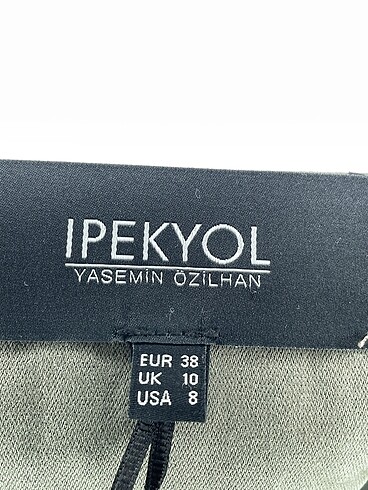 IPEKYOL
YASEMİN ÖZİLHAN
EUR 38
UK 10
USA 8